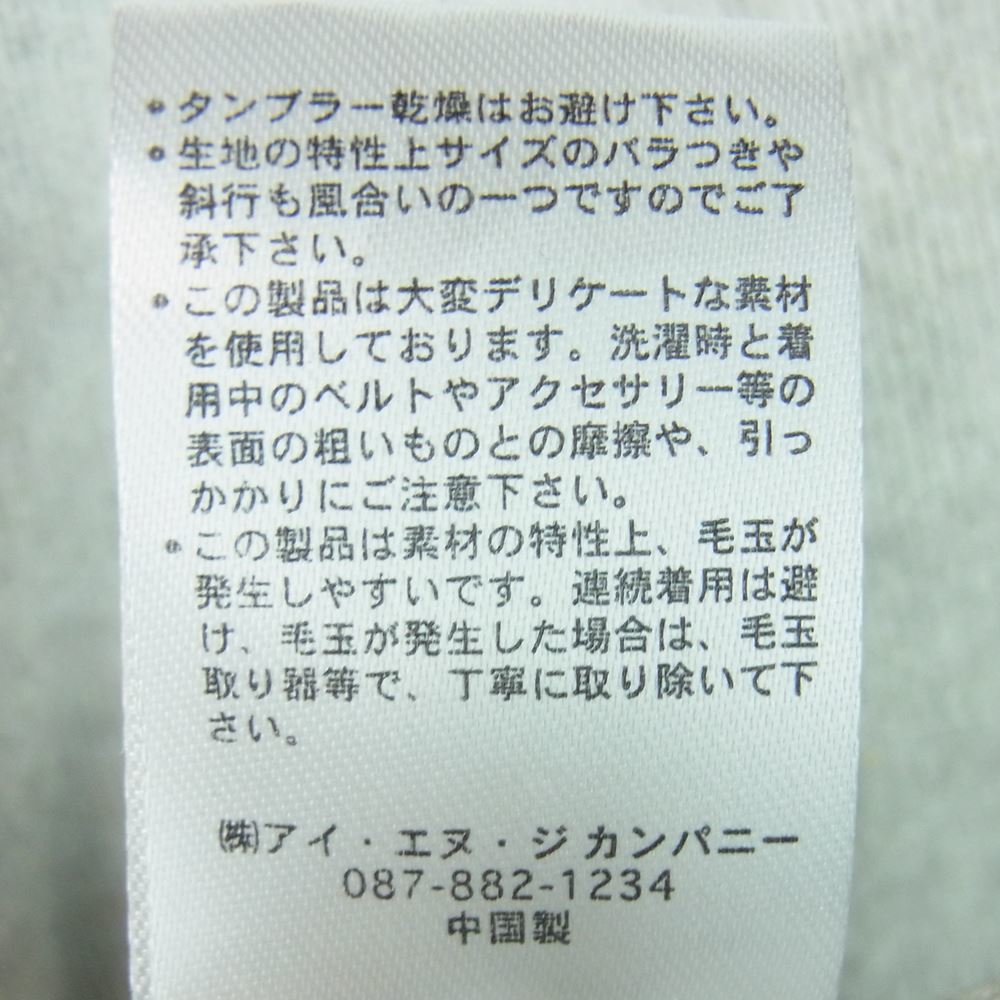 •タンブラー乾燥はお避け下さい。
•生地の特性上サイズのバラつきや
斜行も風合いの一つですのでご了
承下さい。
•この製品は大変デリケートな素材
を使用しております。洗濯時と着
用中のベルトやアクセサリー等の
表面の粗いものとの摩擦や、引っ
かかりにご注意下さい。
•この製品は素材の特性上、毛玉が
発生しやすいです。連続着用は避
け、毛玉が発生した場合は、毛玉
取り器等で、丁寧に取り除いて下
さい。
㈱アイ・エヌ・ジ カンパニー
087-882-1234
中国製